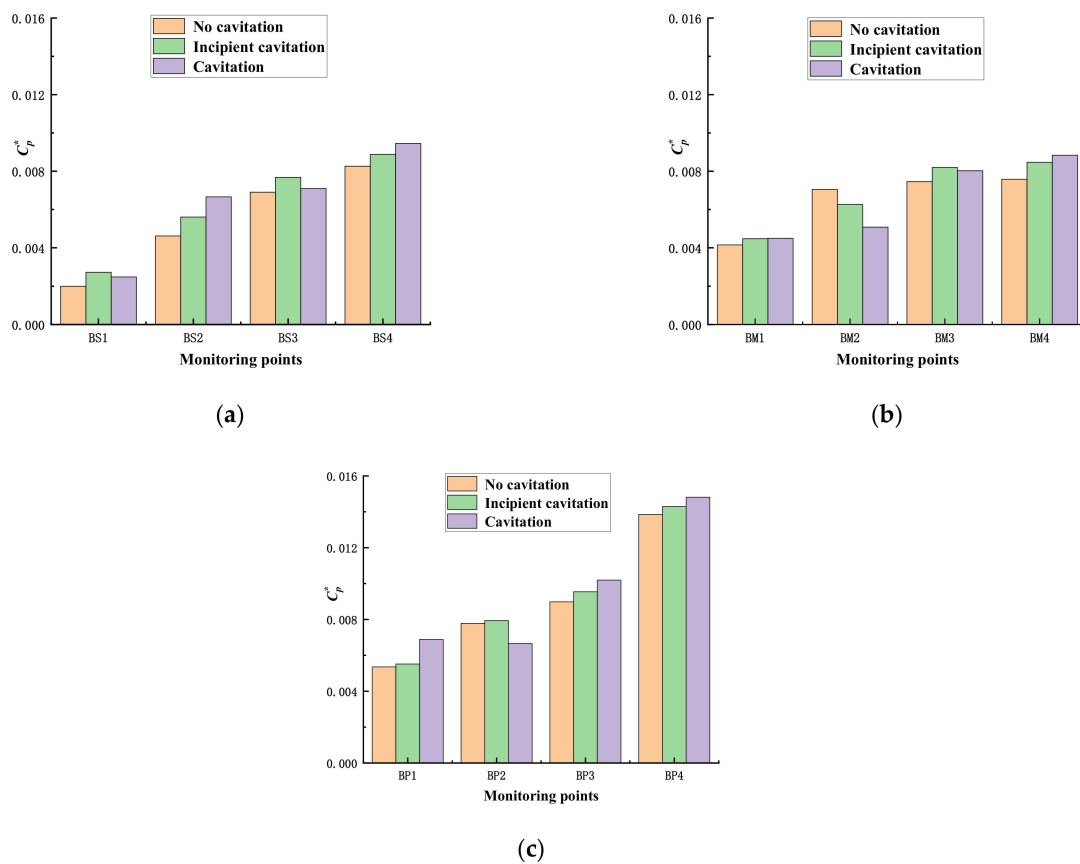 0.016
0.012
0.008
0.004
0.000
C*p
No cavitation
Incipient cavitation
Cavitation
BS1 BS2 BS3 BS4
Monitoring points
(a)
0.016
0.012
0.008
0.004
0.000
C*p
No cavitation
Incipient cavitation
Cavitation
BM1 BM2 BM3 BM4
Monitoring points
(b)
0.016
0.012
0.008
0.004
0.000
C*p
No cavitation
Incipient cavitation
Cavitation
BP1 BP2 BP3 BP4
Monitoring points
(c)